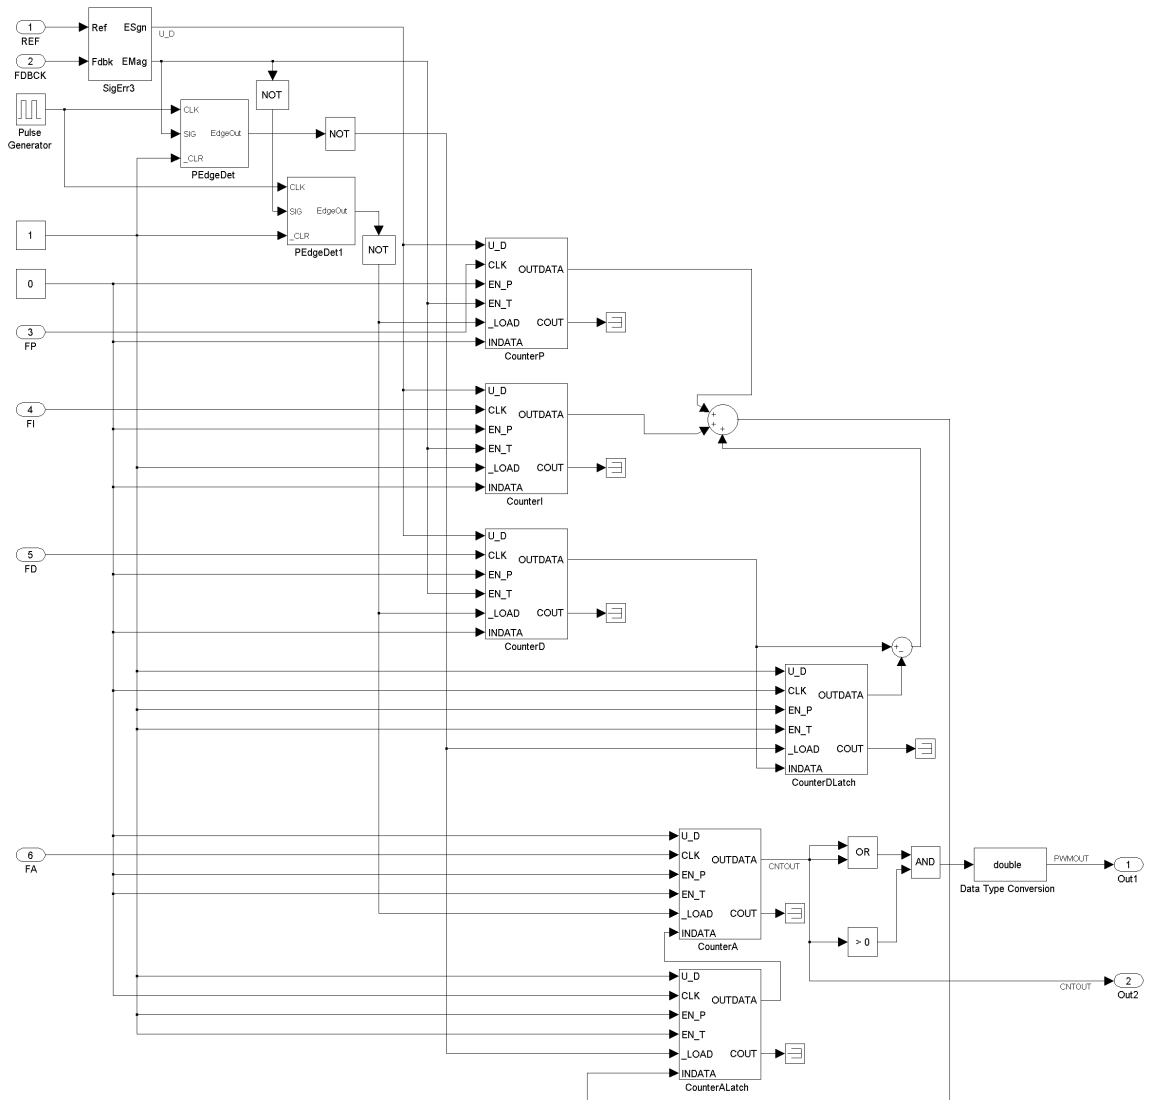 1
REF
2
FDBCK
Ref
ESgn
Fdbk
EMag
SigErr3
U_D
Pulse
Generator
NOT
CLK
SIG
EdgeOut
_CLR
PEdgeDet
NOT
CLK
SIG
EdgeOut
_CLR
PEdgeDet1
NOT
1
0
3
FP
U_D
CLK
OUTDATA
EN_P
EN_T
_LOAD
COUT
INDATA
CounterP
4
FI
U_D
CLK
OUTDATA
EN_P
EN_T
_LOAD
COUT
INDATA
CounterI
+
+
+
5
FD
U_D
CLK
OUTDATA
EN_P
EN_T
_LOAD
COUT
INDATA
CounterD
+
−
U_D
CLK
OUTDATA
EN_P
EN_T
_LOAD
COUT
INDATA
CounterDLatch
6
FA
U_D
CLK
OUTDATA
EN_P
EN_T
_LOAD
COUT
INDATA
CounterA
CNTOUT
OR
AND
> 0
double
Data Type Conversion
PWMOUT
1
Out1
CNTOUT
2
Out2
U_D
CLK
OUTDATA
EN_P
EN_T
_LOAD
COUT
INDATA
CounterALatch